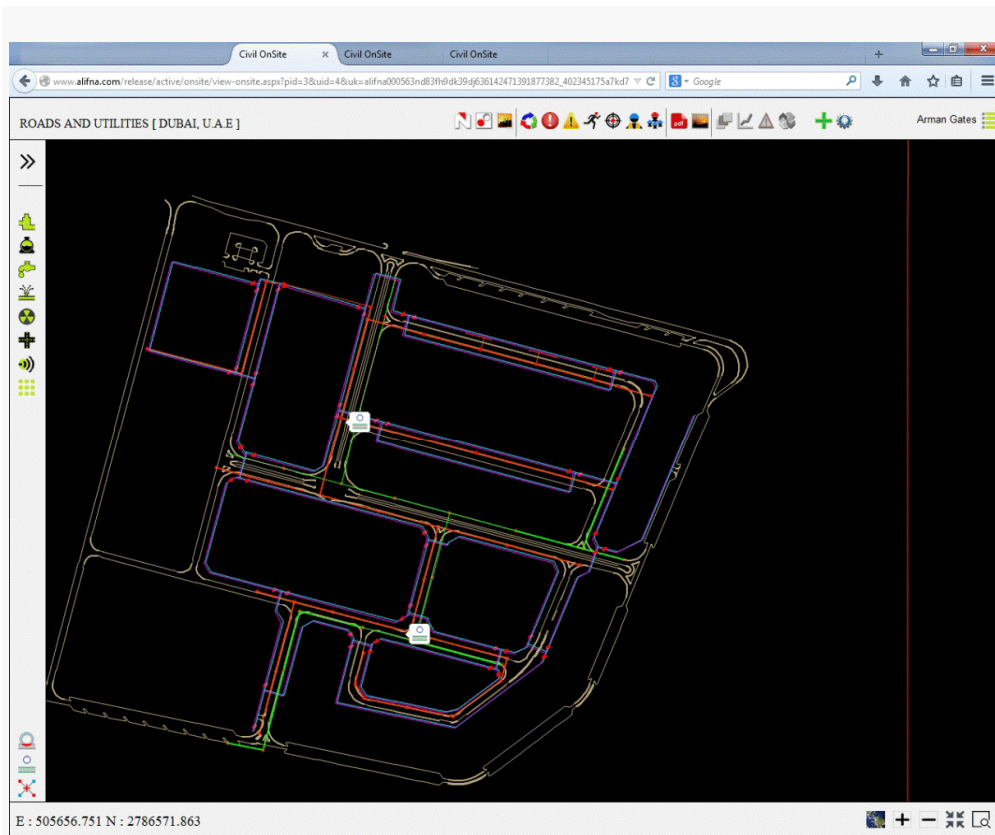 Civil OnSite
Civil OnSite
Civil OnSite
www.alifna.com/release/active/onsite/view-onsite.aspx?pid=3&uid=4&uk=alifna000563nd83fh9dk39dj636142471391877382_402345175a7kd7
Google
ROADS AND UTILITIES [ DUBAI, U.A.E ]
pdf
Arman Gates
E : 505656.751 N : 2786571.863